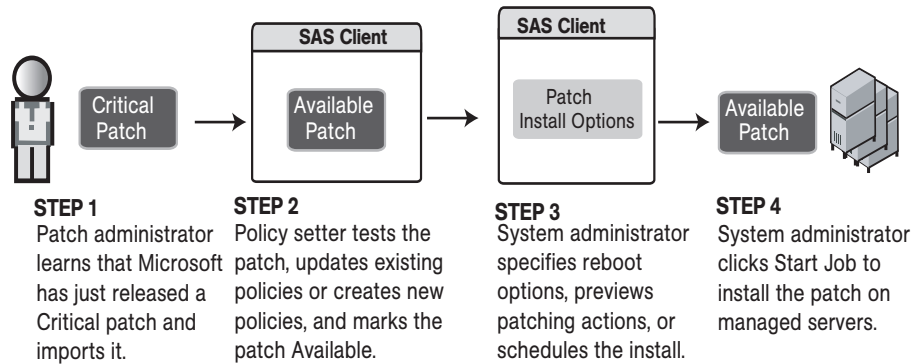 SAS Client
SAS Client
Critical
Patch
Available
Patch
Patch
Install Options
Available
Patch
STEP 1
Patch administrator
learns that Microsoft
has just released a
Critical patch and
imports it.
STEP 2
Policy setter tests the
patch, updates existing
policies or creates new
policies, and marks the
patch Available.
STEP 3
System administrator
specifies reboot
options, previews
patching actions, or
schedules the install.
STEP 4
System administrator
clicks Start Job to
install the patch on
managed servers.